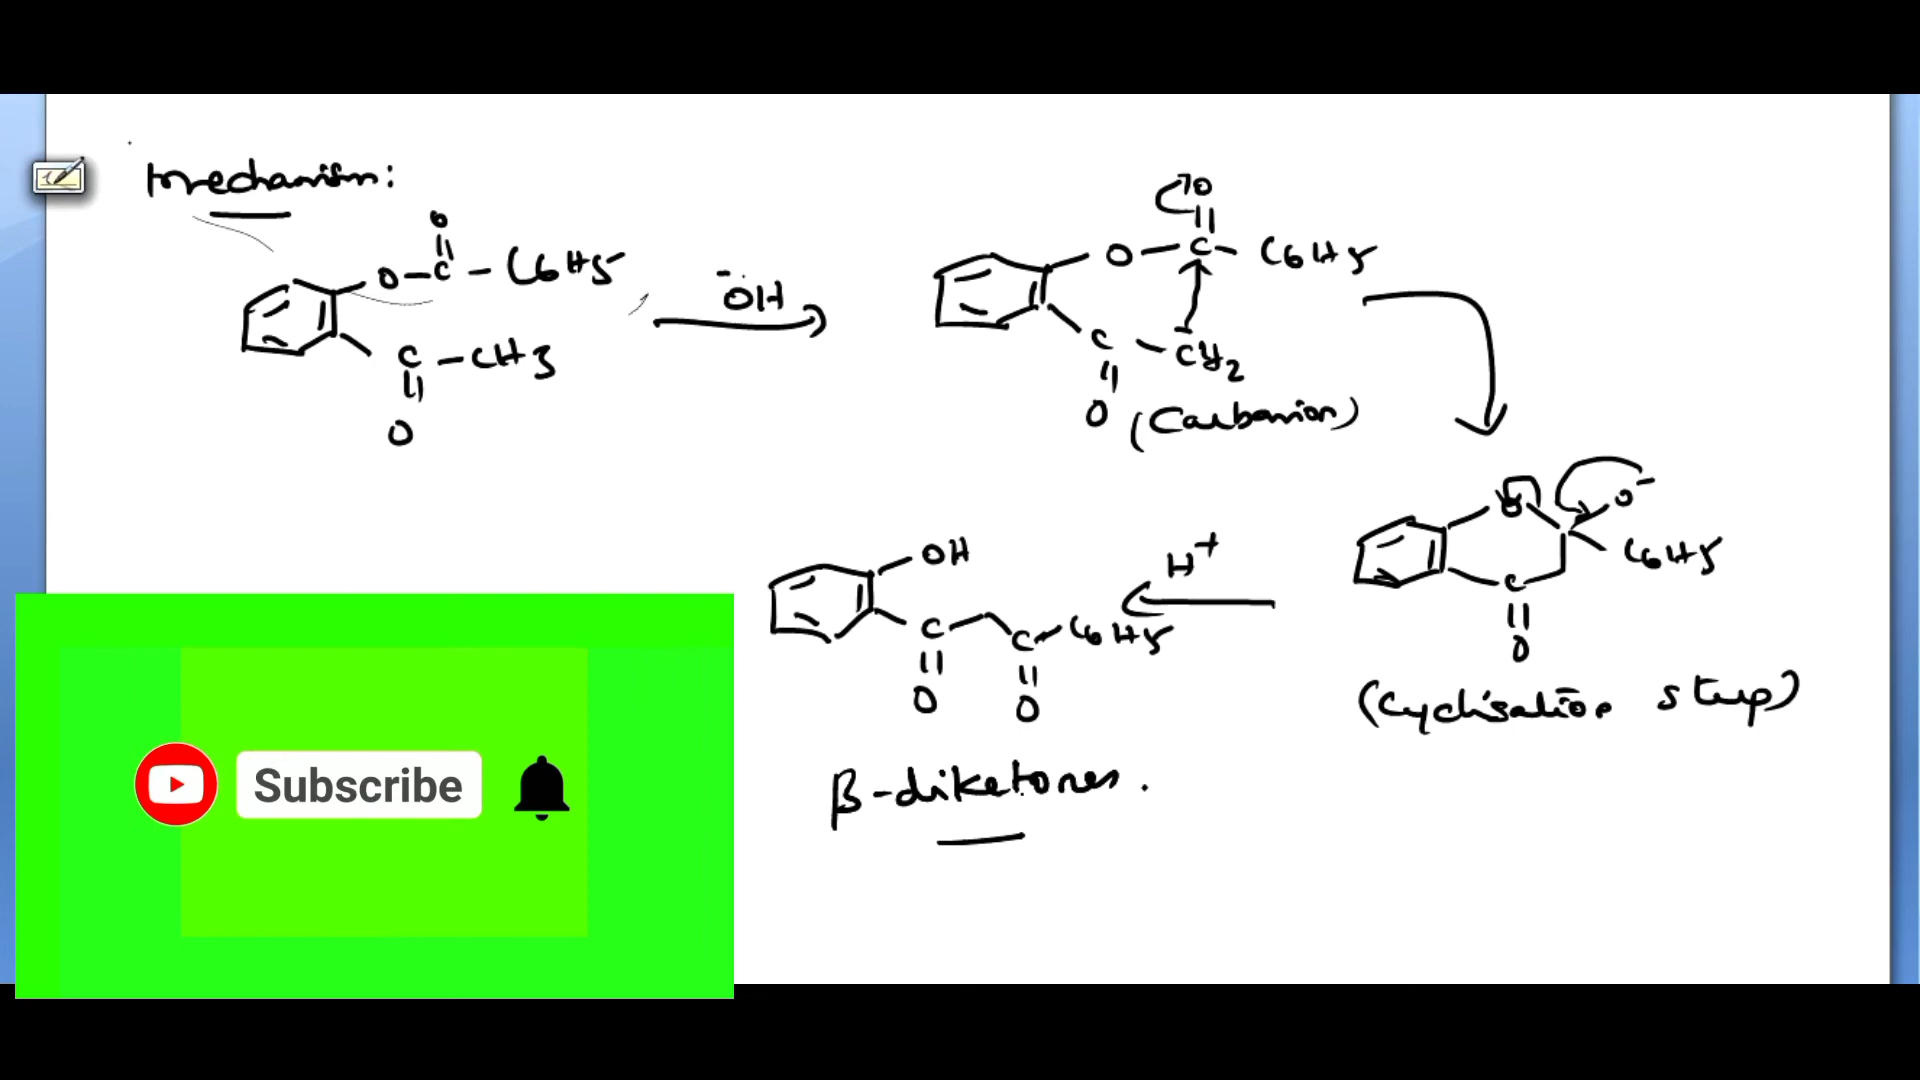 Mechanism:
O
O-C-C6H5
C-CH3
O
-OH
O
O-C-C6H5
C-CH2
O
(Carbanion)
O O-
C6H5
C
O
(Cyclisation step)
H+
OH
C C-C6H5
O O
β-diketones.
Subscribe